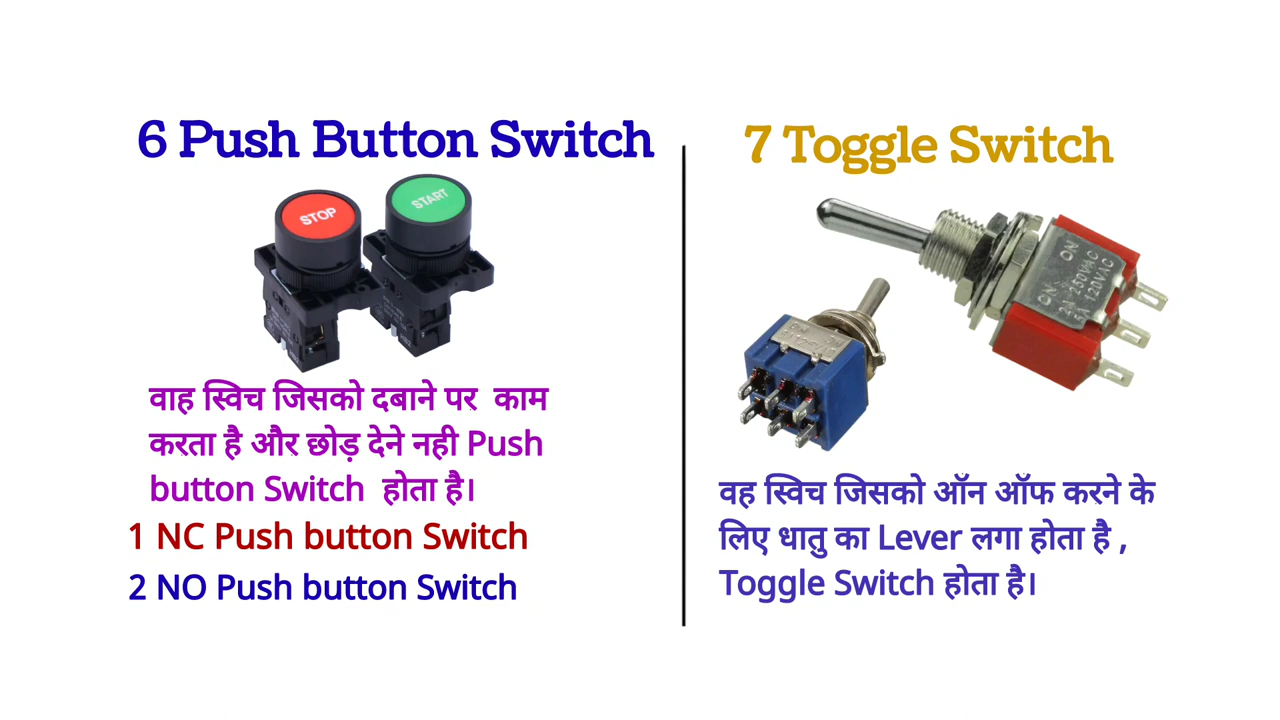 6 Push Button Switch
STOP
START
वाह स्विच जिसको दबाने पर काम
करता है और छोड़ देने नही Push
button Switch होता है।
1 NC Push button Switch
2 NO Push button Switch
7 Toggle Switch
ON ON
250VAC
120VAC
वह स्विच जिसको ऑन ऑंफ करने के
लिए धातु का Lever लगा होता है ,
Toggle Switch होता है।